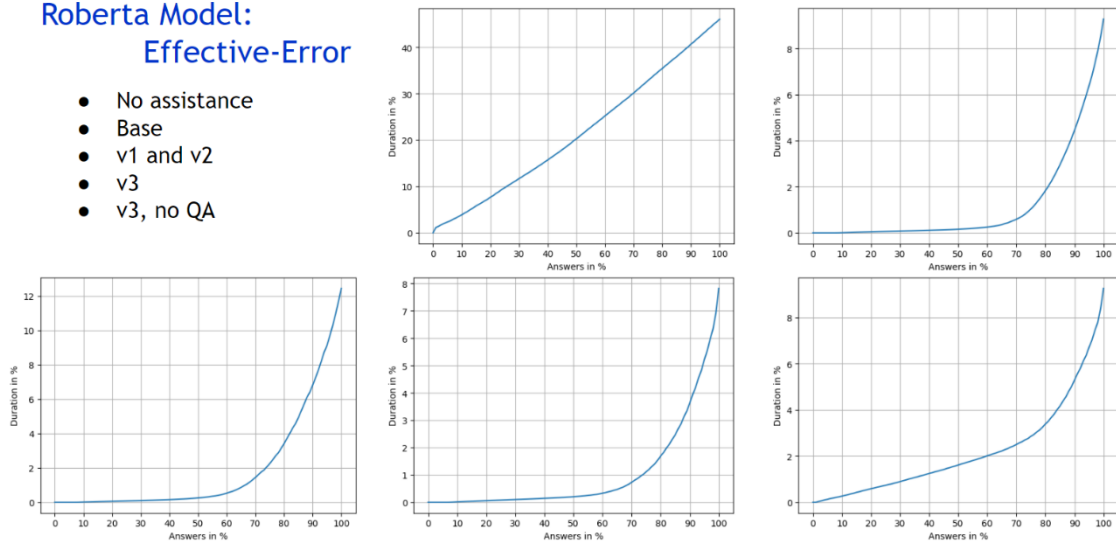 Roberta Model:
Effective-Error
● No assistance
● Base
● v1 and v2
● v3
● v3, no QA
Duration in %
40
30
20
10
0
0 10 20 30 40 50 60 70 80 90 100
Answers in %
Duration in %
8
6
4
2
0
0 10 20 30 40 50 60 70 80 90 100
Answers in %
Duration in %
12
10
8
6
4
2
0
0 10 20 30 40 50 60 70 80 90 100
Answers in %
Duration in %
8
7
6
5
4
3
2
1
0
0 10 20 30 40 50 60 70 80 90 100
Answers in %
Duration in %
8
6
4
2
0
0 10 20 30 40 50 60 70 80 90 100
Answers in %